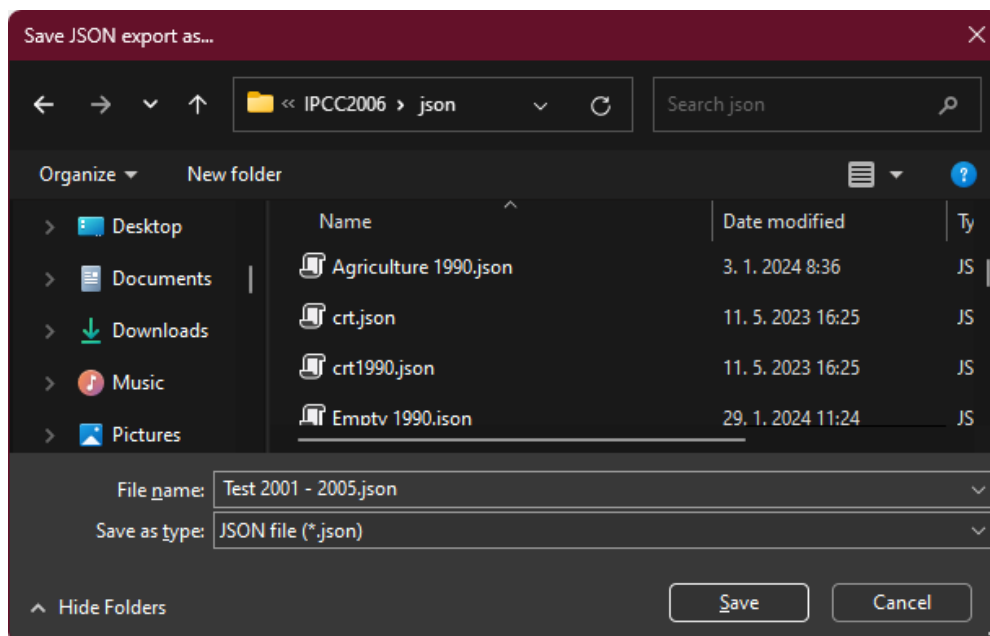 Save JSON export as...
« IPCC2006 › json
Search json
Organize
New folder
Name
Date modified
Ty
Desktop
Documents
Downloads
Music
Pictures
Agriculture 1990.json 3. 1. 2024 8:36 JS
crt.json 11. 5. 2023 16:25 JS
crt1990.json 11. 5. 2023 16:25 JS
Empty 1990.json 29. 1. 2024 11:24 JS
File name: Test 2001 - 2005.json
Save as type: JSON file (*.json)
Hide Folders
Save
Cancel